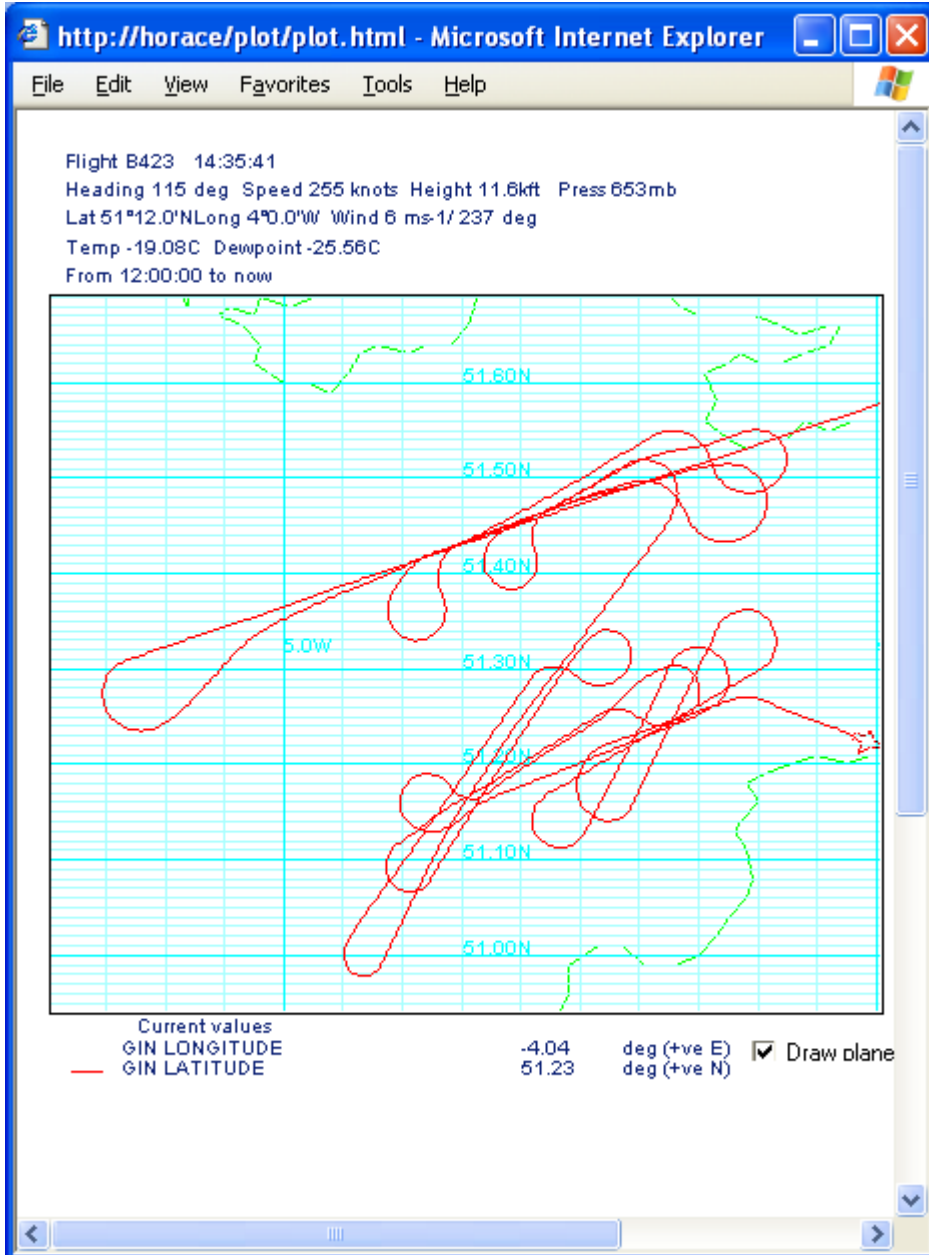 http://horace/plot/plot.html - Microsoft Internet Explorer
File Edit View Favorites Tools Help
Flight B423 14:35:41
Heading 115 deg Speed 255 knots Height 11.6kft Press 653mb
Lat 51°12.0'NLong 4°0.0'W Wind 6 ms-1/ 237 deg
Temp -19.08C Dewpoint -25.56C
From 12:00:00 to now
51.60N
51.50N
51.40N
5.0W
51.30N
51.20N
51.10N
51.00N
Current values
GIN LONGITUDE -4.04 deg (+ve E)
GIN LATITUDE 51.23 deg (+ve N)
Draw plane